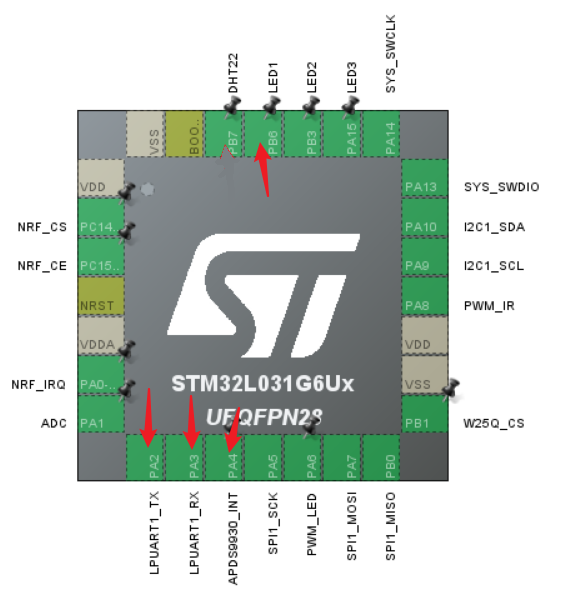 DHT22
LED1
LED2
LED3
SYS_SWCLK
VSS
BOO..
PB7
PB6
PB3
PA15
PA14
VDD
NRF_CS
PC14..
NRF_CE
PC15..
NRST
VDDA
NRF_IRQ
PA0-..
ADC
PA1
PA13
SYS_SWDIO
PA10
I2C1_SDA
PA9
I2C1_SCL
PA8
PWM_IR
VDD
VSS
PB1
W25Q_CS
STM32L031G6Ux
UFQFPN28
PA2
PA3
PA4
PA5
PA6
PA7
PB0
LPUART1_TX
LPUART1_RX
APDS9930_INT
SPI1_SCK
PWM_LED
SPI1_MOSI
SPI1_MISO